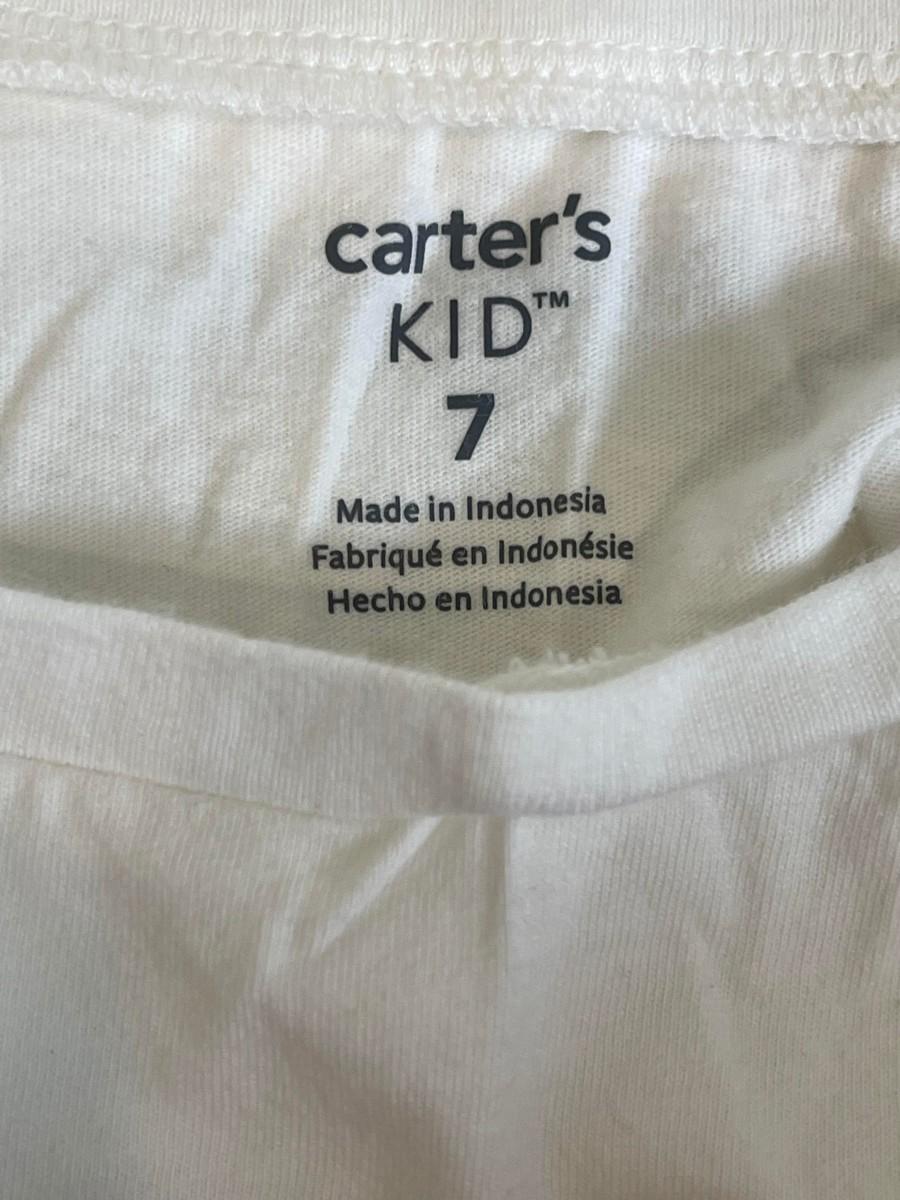 carter's
KID™
7
Made in Indonesia
Fabriqué en Indonésie
Hecho en Indonesia